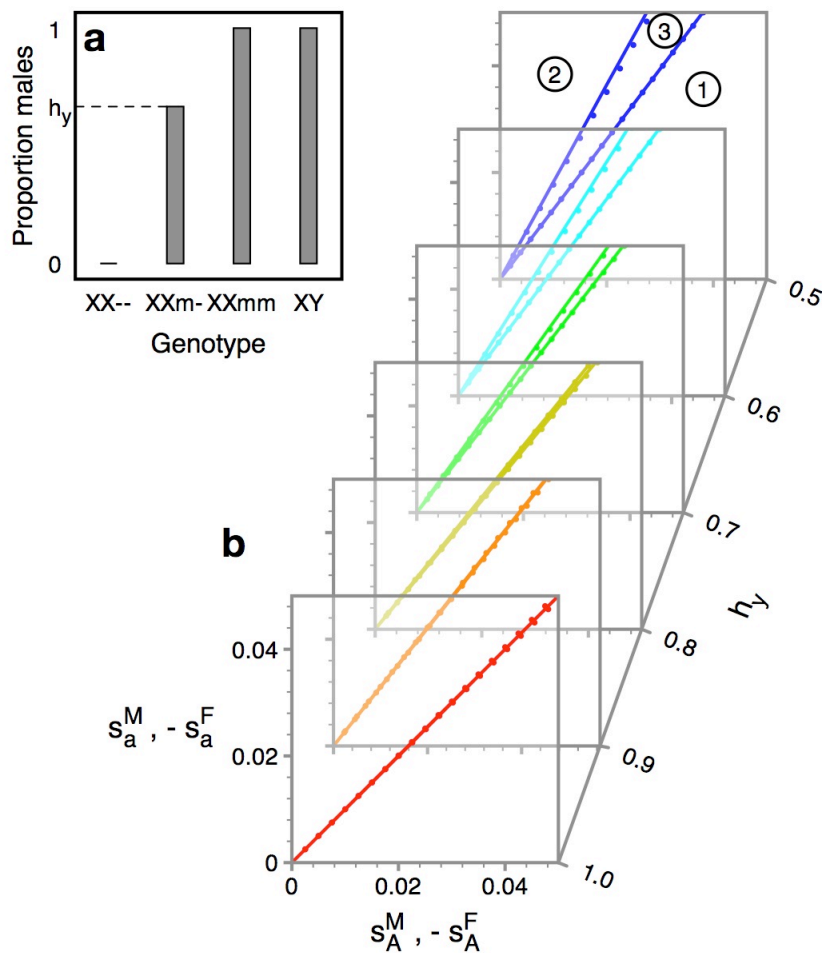 a
Proportion males
1
h_y
0
XX-- XXm- XXmm XY
Genotype
② ③ ①
0.5
0.6
0.7
0.8
0.9
1.0
h_y
b
s_a^M , - s_a^F
0.04
0.02
0
0 0.02 0.04
s_A^M , - s_A^F